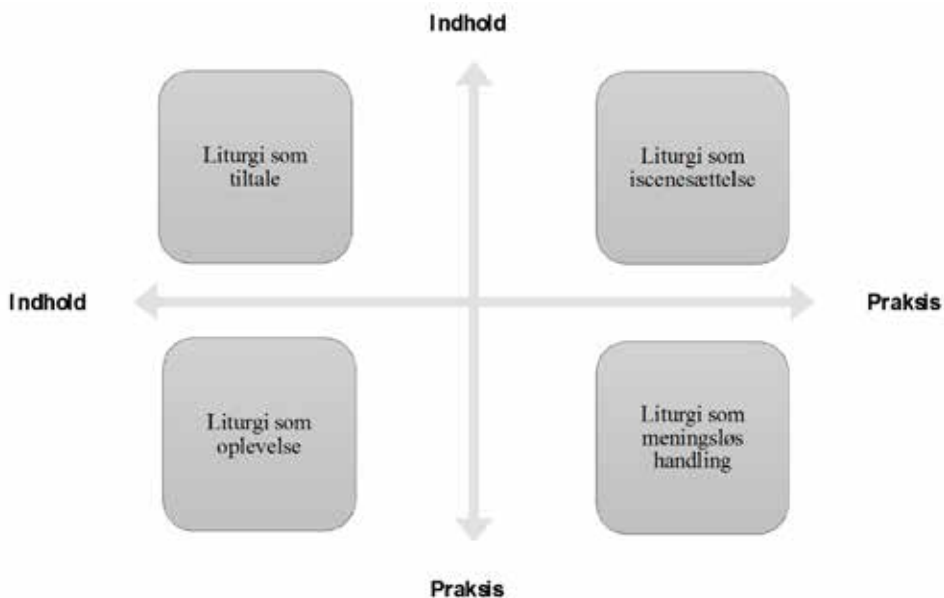 Indhold
Liturgi som
tiltale
Liturgi som
iscenesættelse
Indhold
Praksis
Liturgi som
oplevelse
Liturgi som
meningsløs
handling
Praksis